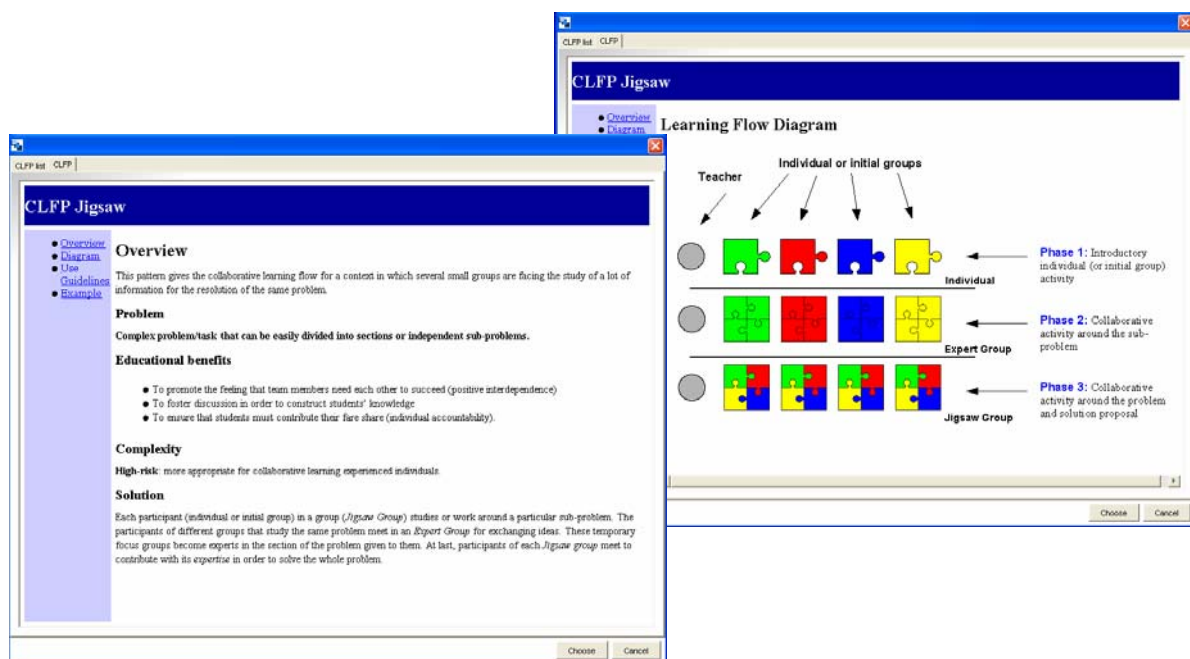 CLFP list CLFP
CLFP Jigsaw
Overview
Diagram
Learning Flow Diagram
Individual or initial groups
Teacher
Phase 1: Introductory
individual (or initial group)
activity
Individual
Phase 2: Collaborative
activity around the sub-
problem
Expert Group
Phase 3: Collaborative
activity around the problem
and solution proposal
Jigsaw Group
Choose Cancel
CLFP list CLFP
CLFP Jigsaw
Overview
Diagram
Use
Guidelines
Example
Overview
This pattern gives the collaborative learning flow for a context in which several small groups are facing the study of a lot of
information for the resolution of the same problem.
Problem
Complex problem/task that can be easily divided into sections or independent sub-problems.
Educational benefits
To promote the feeling that team members need each other to succeed (positive interdependence)
To foster discussion in order to construct students' knowledge
To ensure that students must contribute their fare share (individual accountability).
Complexity
High-risk: more appropriate for collaborative learning experienced individuals.
Solution
Each participant (individual or initial group) in a group (Jigsaw Group) studies or work around a particular sub-problem. The
participants of different groups that study the same problem meet in an Expert Group for exchanging ideas. These temporary
focus groups become experts in the section of the problem given to them. At last, participants of each Jigsaw group meet to
contribute with its expertise in order to solve the whole problem.
Choose Cancel